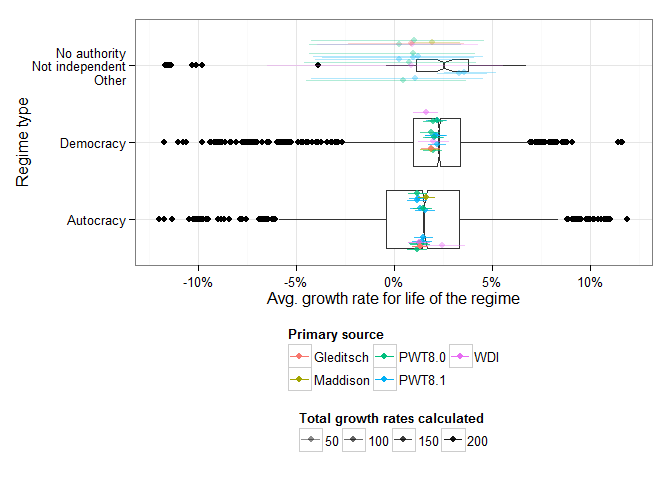 No authority
Not independent
Other
Democracy
Autocracy
Regime type
-10% -5% 0% 5% 10%
Avg. growth rate for life of the regime
Primary source
Gleditsch PWT8.0 WDI
Maddison PWT8.1
Total growth rates calculated
50 100 150 200